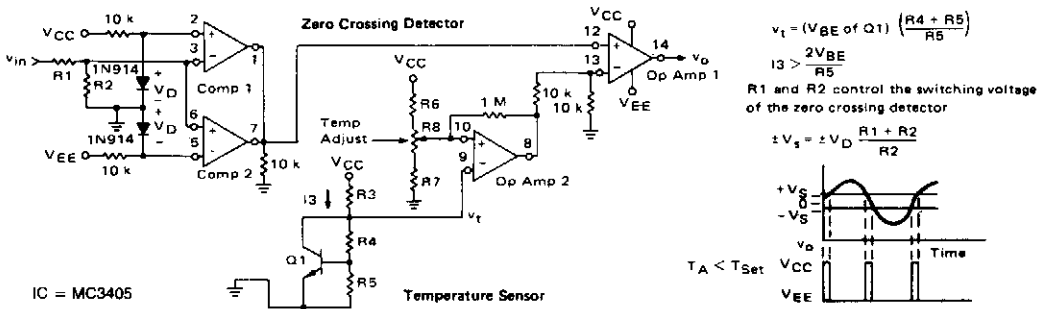 Zero Crossing Detector
10 k
VCC
2
+
3
−
1
Comp 1
vin
R1
R2
1N914
+
VD
−
+
VD
−
1N914
VEE
10 k
6
+
5
−
7
Comp 2
10 k
12
+
13
−
VCC
14
vo
Op Amp 1
VEE
10 k
10 k
VCC
R6
R8
R7
Temp
Adjust
1 M
10
+
9
−
8
Op Amp 2
VCC
I3
R3
vt
R4
Q1
R5
Temperature Sensor
IC = MC3405
vt = (VBE of Q1) (R4 + R5 / R5)
I3 > 2VBE / R5
R1 and R2 control the switching voltage
of the zero crossing detector
±Vs = ±VD R1 + R2 / R2
+VS
0
−VS
vo
Time
TA < TSet
VCC
VEE